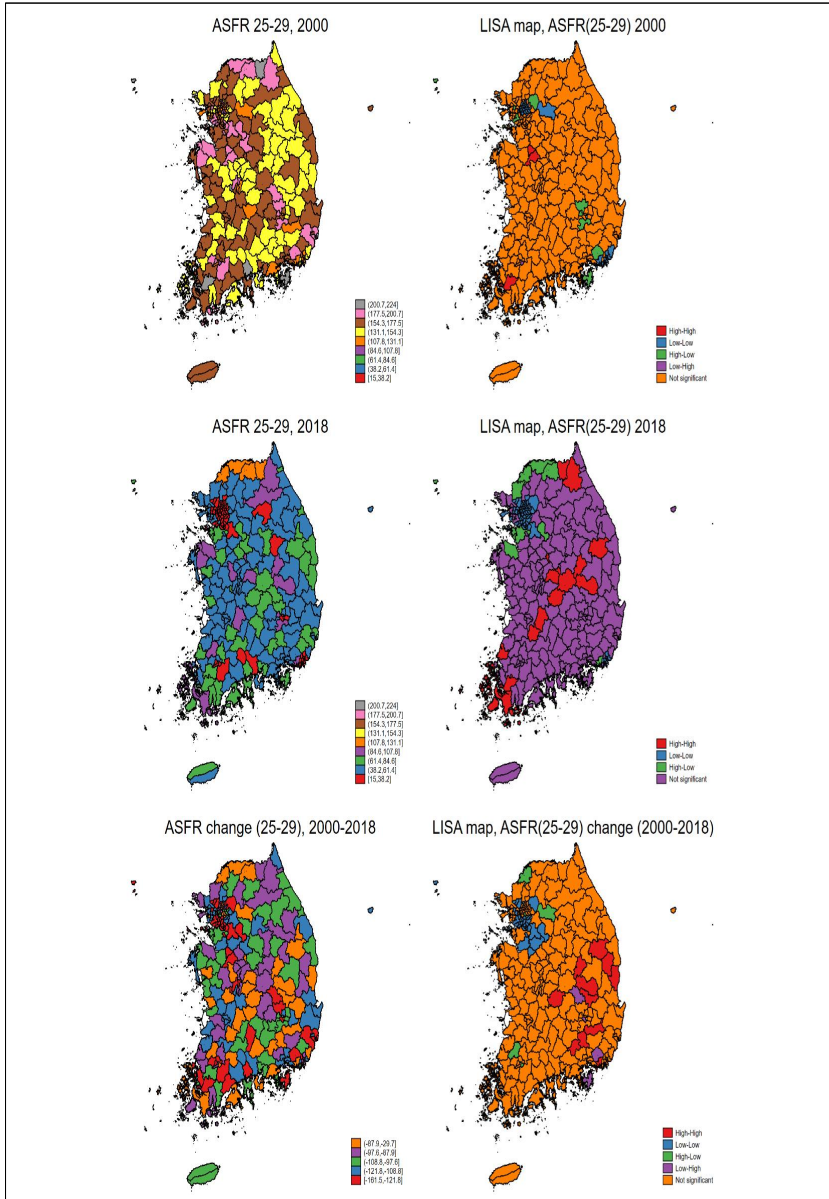 ASFR 25-29, 2000
LISA map, ASFR(25-29) 2000
(200.7,224]
(177.5,200.7]
(154.3,177.5]
(131.1,154.3]
(107.8,131.1]
(84.6,107.8]
(61.4,84.6]
(38.2,61.4]
[15,38.2]
High-High
Low-Low
High-Low
Low-High
Not significant
ASFR 25-29, 2018
LISA map, ASFR(25-29) 2018
(200.7,224]
(177.5,200.7]
(154.3,177.5]
(131.1,154.3]
(107.8,131.1]
(84.6,107.8]
(61.4,84.6]
(38.2,61.4]
[15,38.2]
High-High
Low-Low
High-Low
Not significant
ASFR change (25-29), 2000-2018
LISA map, ASFR(25-29) change (2000-2018)
(-87.9,-29.7]
(-97.6,-87.9]
(-108.8,-97.6]
(-121.8,-108.8]
[-161.5,-121.8]
High-High
Low-Low
High-Low
Low-High
Not significant